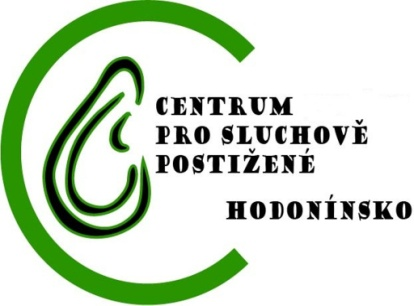 CENTRUM
PRO SLUCHOVĚ
POSTIŽENÉ
HODONÍNSKO